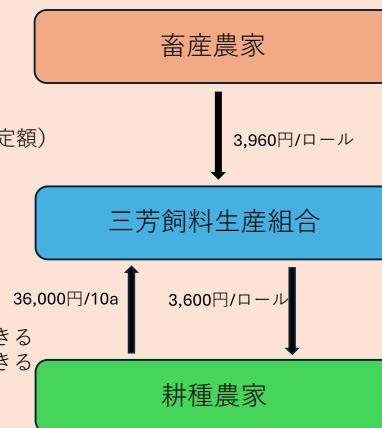 畜産農家
定額）
3,960円/ロール
三芳飼料生産組合
36,000円/10a
3,600円/ロール
きる
きる
耕種農家